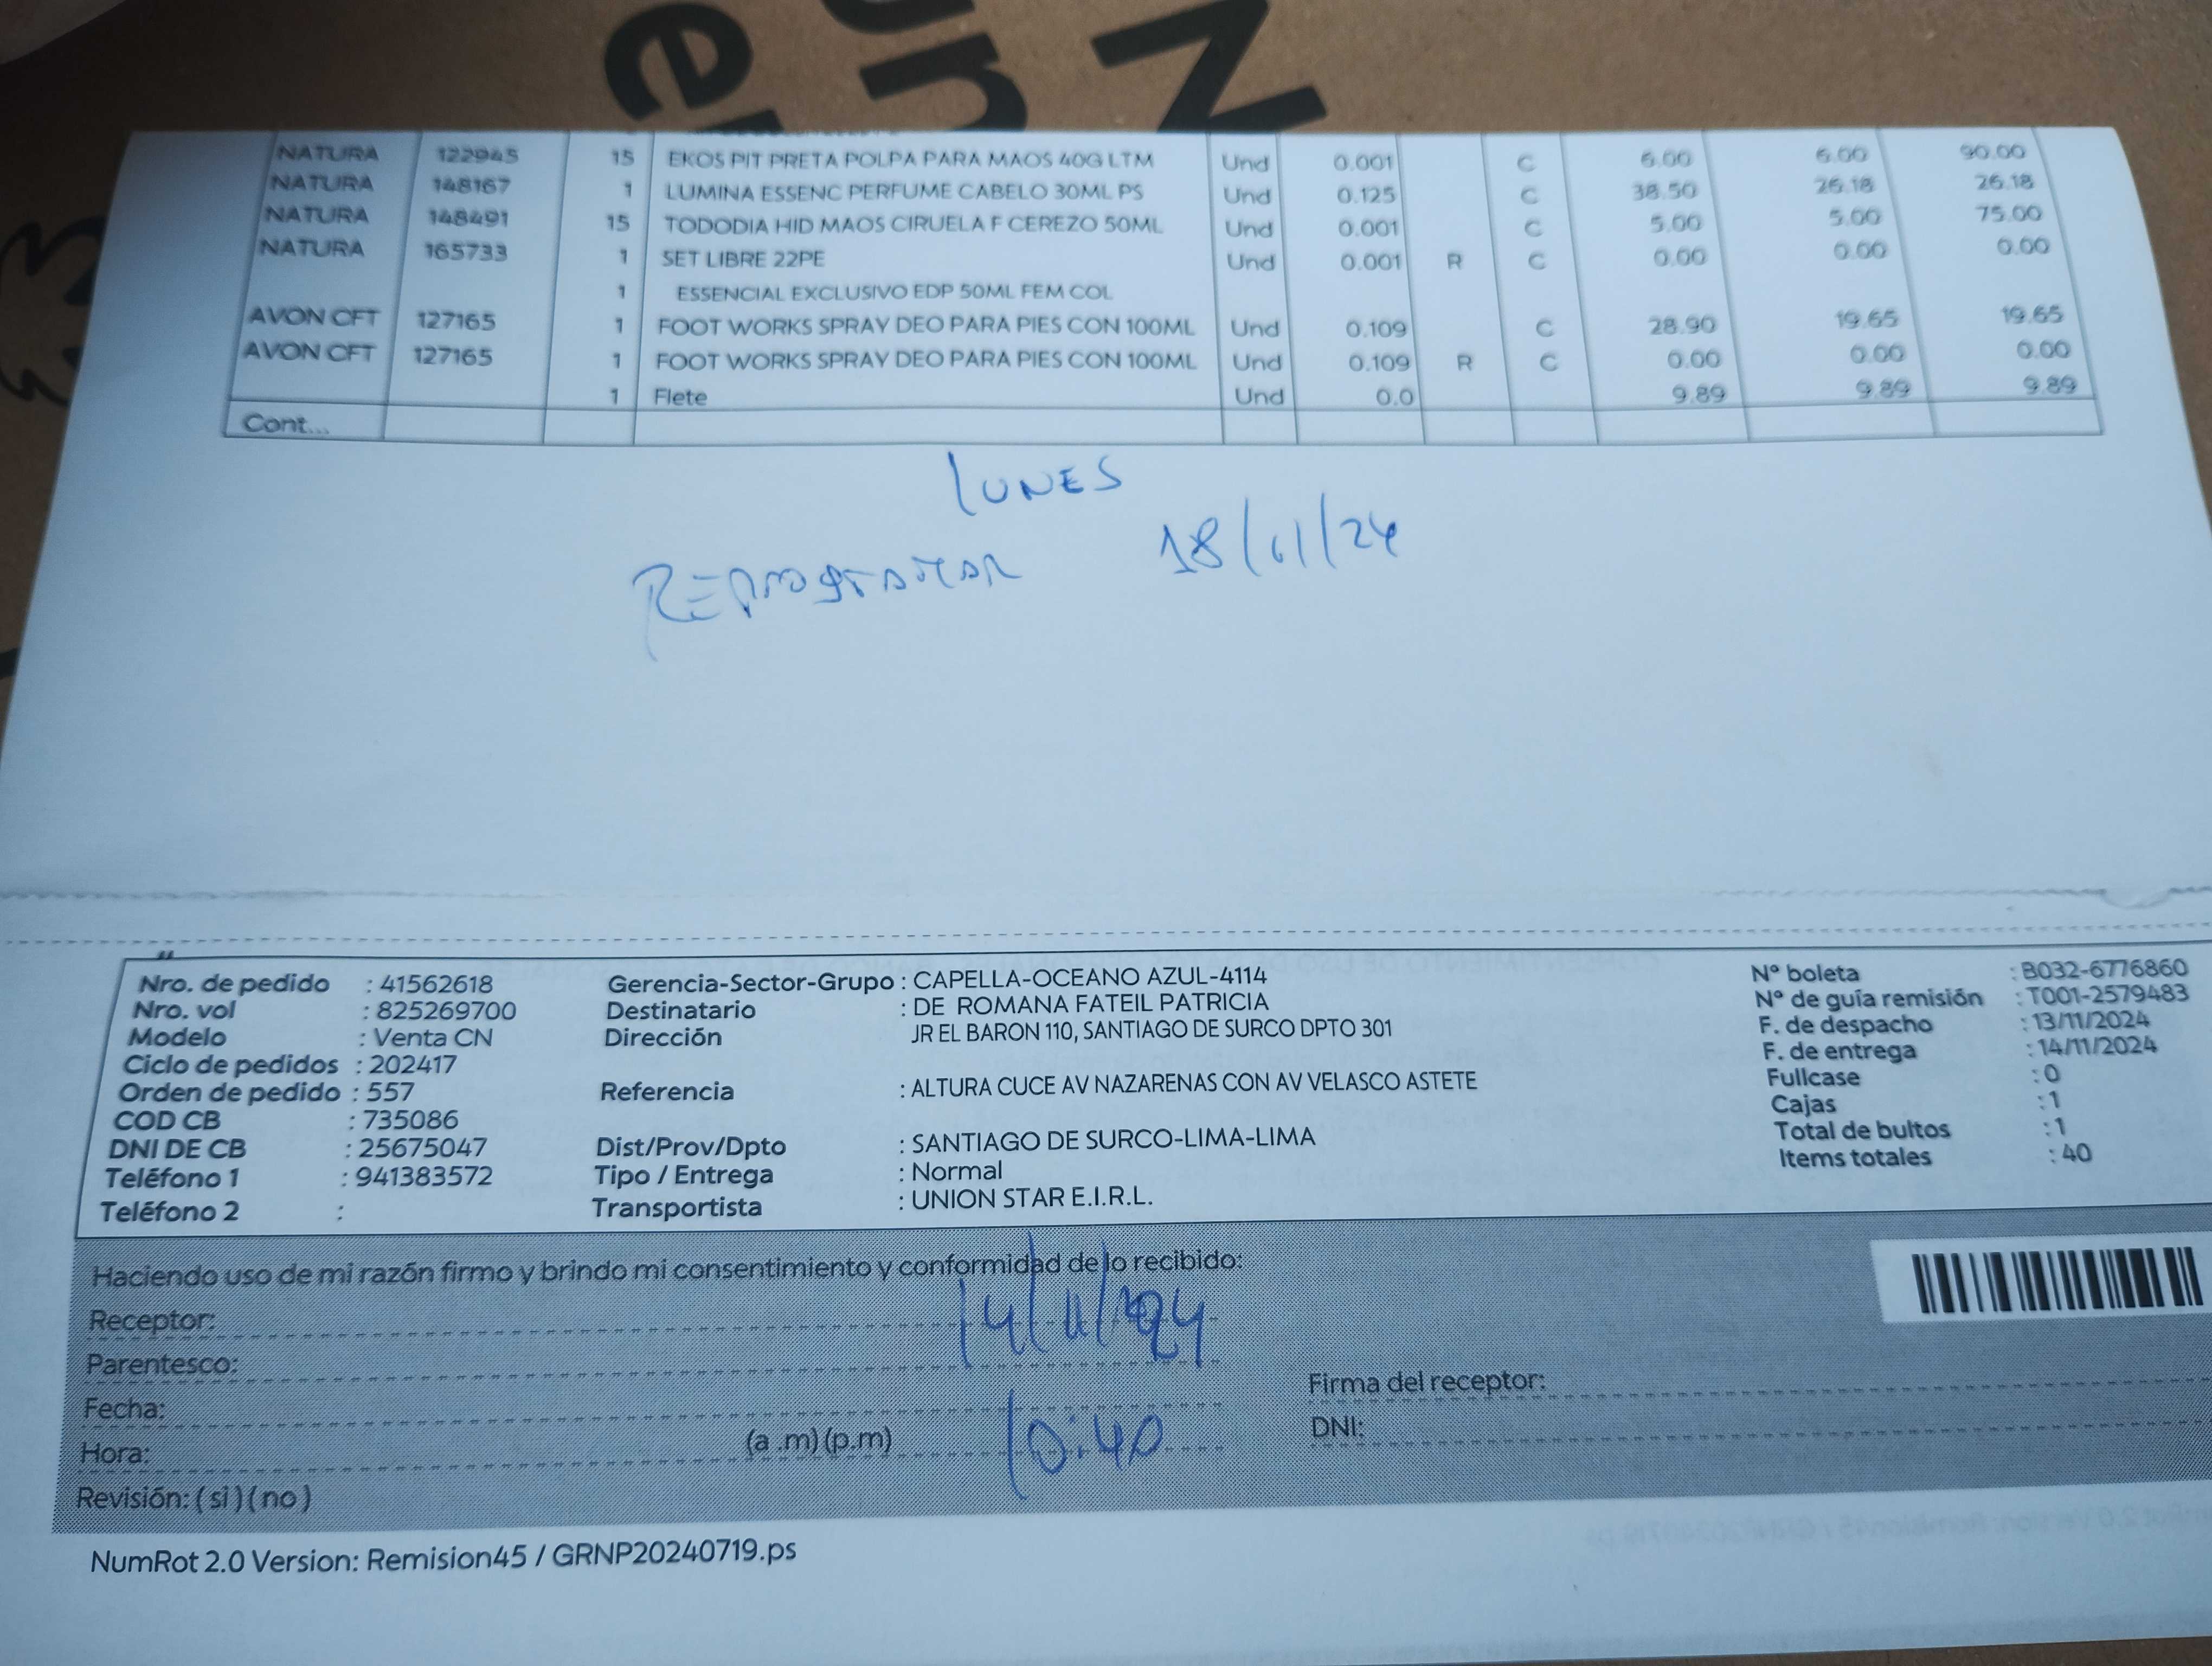 NATURA 122945 15 EKOS PIT PRETA POLPA PARA MAOS 40G LTM Und 0.001 C 6.00 6.00 90.00
NATURA 148167 1 LUMINA ESSENC PERFUME CABELO 30ML PS Und 0.125 C 38.50 26.18 26.18
NATURA 148491 15 TODODIA HID MAOS CIRUELA F CEREZO 50ML Und 0.001 C 5.00 5.00 75.00
NATURA 165733 1 SET LIBRE 22PE Und 0.001 R C 0.00 0.00 0.00
1 ESSENCIAL EXCLUSIVO EDP 50ML FEM COL
AVON CFT 127165 1 FOOT WORKS SPRAY DEO PARA PIES CON 100ML Und 0.109 C 28.90 19.65 19.65
AVON CFT 127165 1 FOOT WORKS SPRAY DEO PARA PIES CON 100ML Und 0.109 R C 0.00 0.00 0.00
1 Flete Und 0.0 9.89 9.89 9.89
Cont...
LUNES
REPROGRAMAR 18/11/24
Nro. de pedido : 41562618 Gerencia-Sector-Grupo : CAPELLA-OCEANO AZUL-4114 Nº boleta : B032-6776860
Nro. vol : 825269700 Destinatario : DE ROMANA FATEIL PATRICIA Nº de guía remisión : T001-2579483
Modelo : Venta CN Dirección JR EL BARON 110, SANTIAGO DE SURCO DPTO 301 F. de despacho : 13/11/2024
Ciclo de pedidos : 202417 F. de entrega : 14/11/2024
Orden de pedido : 557 Referencia : ALTURA CUCE AV NAZARENAS CON AV VELASCO ASTETE Fullcase : 0
COD CB : 735086 Cajas : 1
DNI DE CB : 25675047 Dist/Prov/Dpto : SANTIAGO DE SURCO-LIMA-LIMA Total de bultos : 1
Teléfono 1 : 941383572 Tipo / Entrega : Normal Items totales : 40
Teléfono 2 : Transportista : UNION STAR E.I.R.L.
Haciendo uso de mi razón firmo y brindo mi consentimiento y conformidad de lo recibido:
Receptor: 14/11/24
Parentesco:
Firma del receptor:
Fecha:
DNI:
Hora: (a .m) (p.m) 10:40
Revisión: ( si ) ( no )
NumRot 2.0 Version: Remision45 / GRNP20240719.ps